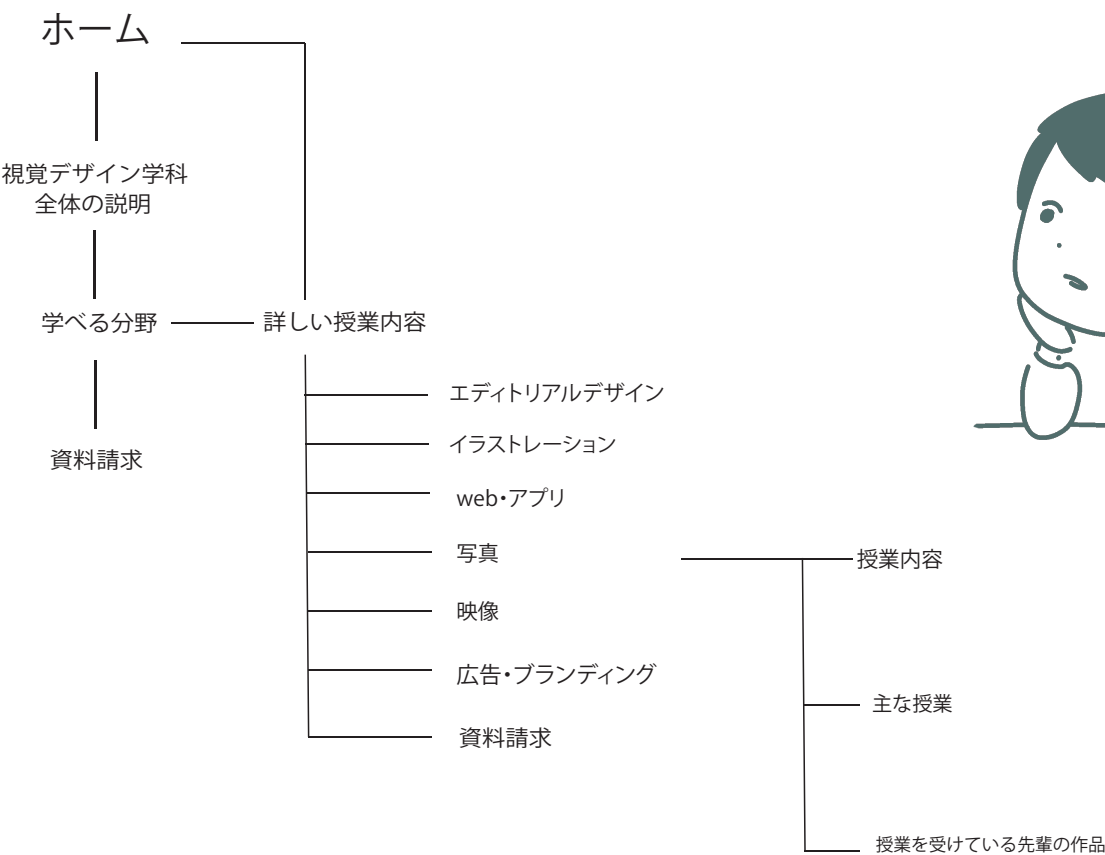 ホーム
視覚デザイン学科
全体の説明
学べる分野
詳しい授業内容
資料請求
エディトリアルデザイン
イラストレーション
web・アプリ
写真
映像
広告・ブランディング
資料請求
授業内容
主な授業
授業を受けている先輩の作品